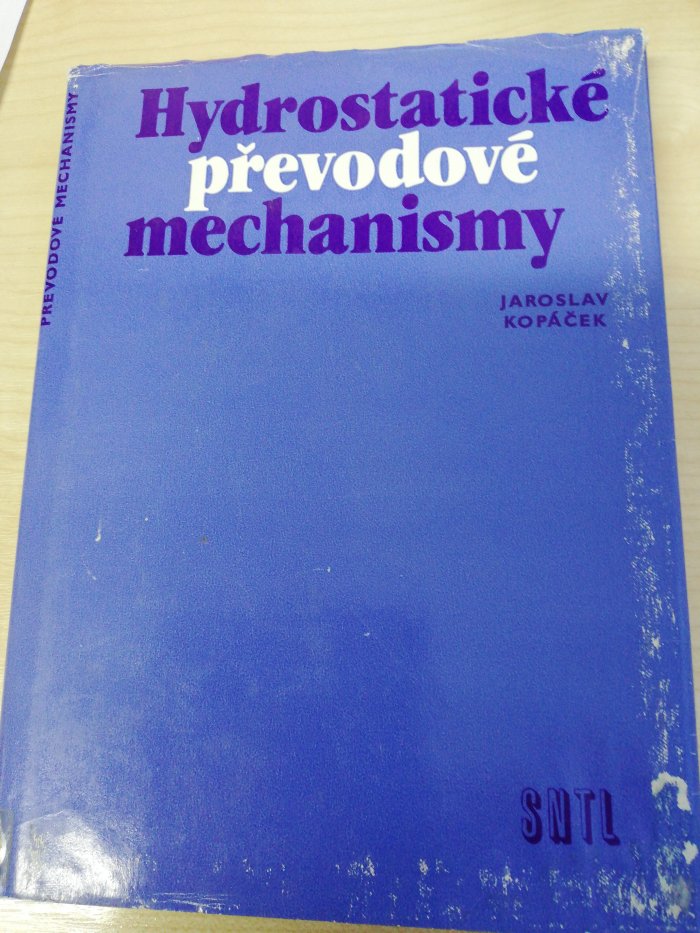 Hydrostatické
převodové
mechanismy
JAROSLAV
KOPÁČEK
SNTL
PŘEVODOVÉ MECHANISMY